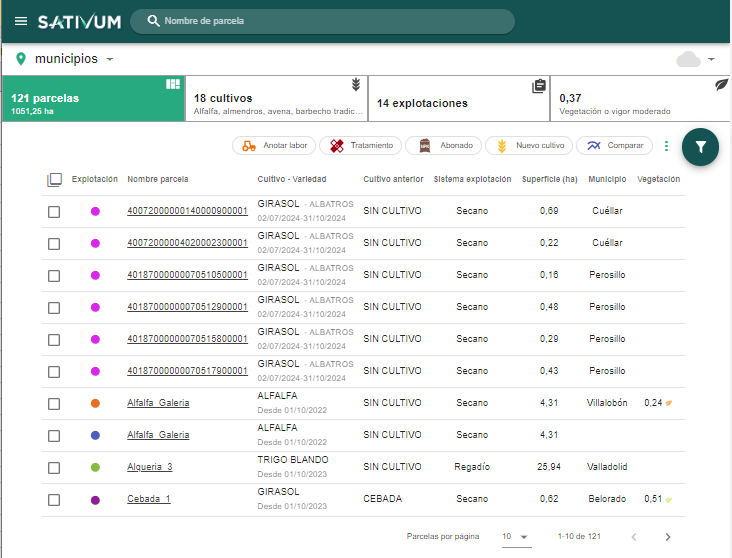 SATIVUM
Nombre de parcela
municipios
121 parcelas
1051,25 ha
18 cultivos
Alfalfa, almendros, avena, barbecho tradic...
14 explotaciones
0,37
Vegetación o vigor moderado
Anotar labor Tratamiento Abonado Nuevo cultivo Comparar
Explotación Nombre parcela Cultivo - Variedad Cultivo anterior Sistema explotación Superficie (ha) Municipio Vegetación
40072000000140000900001 GIRASOL - ALBATROS SIN CULTIVO Secano 0,69 Cuéllar
02/07/2024-31/10/2024
40072000004020002300001 GIRASOL - ALBATROS SIN CULTIVO Secano 0,22 Cuéllar
02/07/2024-31/10/2024
40187000000070510500001 GIRASOL - ALBATROS SIN CULTIVO Secano 0,16 Perosillo
02/07/2024-31/10/2024
40187000000070512900001 GIRASOL - ALBATROS SIN CULTIVO Secano 0,48 Perosillo
02/07/2024-31/10/2024
40187000000070515800001 GIRASOL - ALBATROS SIN CULTIVO Secano 0,29 Perosillo
02/07/2024-31/10/2024
40187000000070517900001 GIRASOL - ALBATROS SIN CULTIVO Secano 0,43 Perosillo
02/07/2024-31/10/2024
Alfalfa_Galeria ALFALFA SIN CULTIVO Secano 4,31 Villalobón 0,24
Desde 01/10/2022
Alfalfa_Galeria ALFALFA SIN CULTIVO Secano 4,31
Desde 01/10/2022
Alqueria_3 TRIGO BLANDO SIN CULTIVO Regadío 25,94 Valladolid
Desde 01/10/2023
Cebada_1 GIRASOL CEBADA Secano 0,62 Belorado 0,51
Desde 01/10/2023
Parcelas por página 10 1-10 de 121